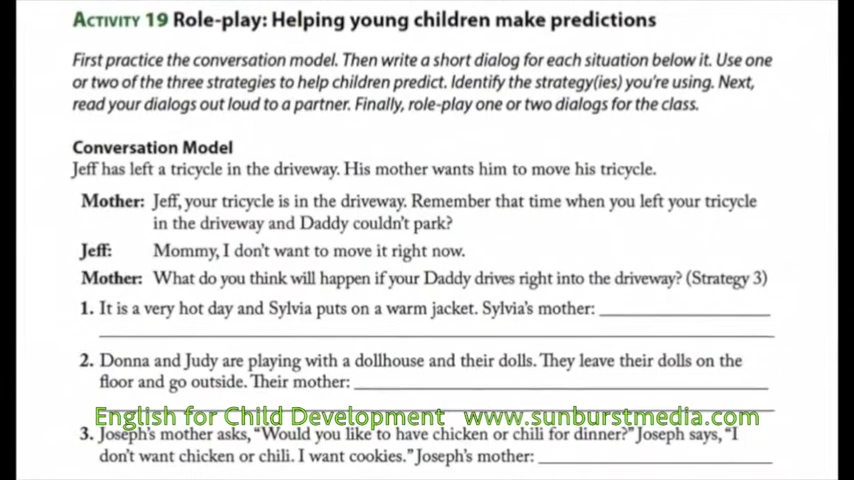 ACTIVITY 19 Role-play: Helping young children make predictions
First practice the conversation model. Then write a short dialog for each situation below it. Use one
or two of the three strategies to help children predict. Identify the strategy(ies) you're using. Next,
read your dialogs out loud to a partner. Finally, role-play one or two dialogs for the class.
Conversation Model
Jeff has left a tricycle in the driveway. His mother wants him to move his tricycle.
Mother: Jeff, your tricycle is in the driveway. Remember that time when you left your tricycle
in the driveway and Daddy couldn't park?
Jeff: Mommy, I don't want to move it right now.
Mother: What do you think will happen if your Daddy drives right into the driveway? (Strategy 3)
1. It is a very hot day and Sylvia puts on a warm jacket. Sylvia's mother:
2. Donna and Judy are playing with a dollhouse and their dolls. They leave their dolls on the
floor and go outside. Their mother:
English for Child Development www.sunburstmedia.com
3. Joseph's mother asks, "Would you like to have chicken or chili for dinner?" Joseph says, "I
don't want chicken or chili. I want cookies." Joseph's mother: